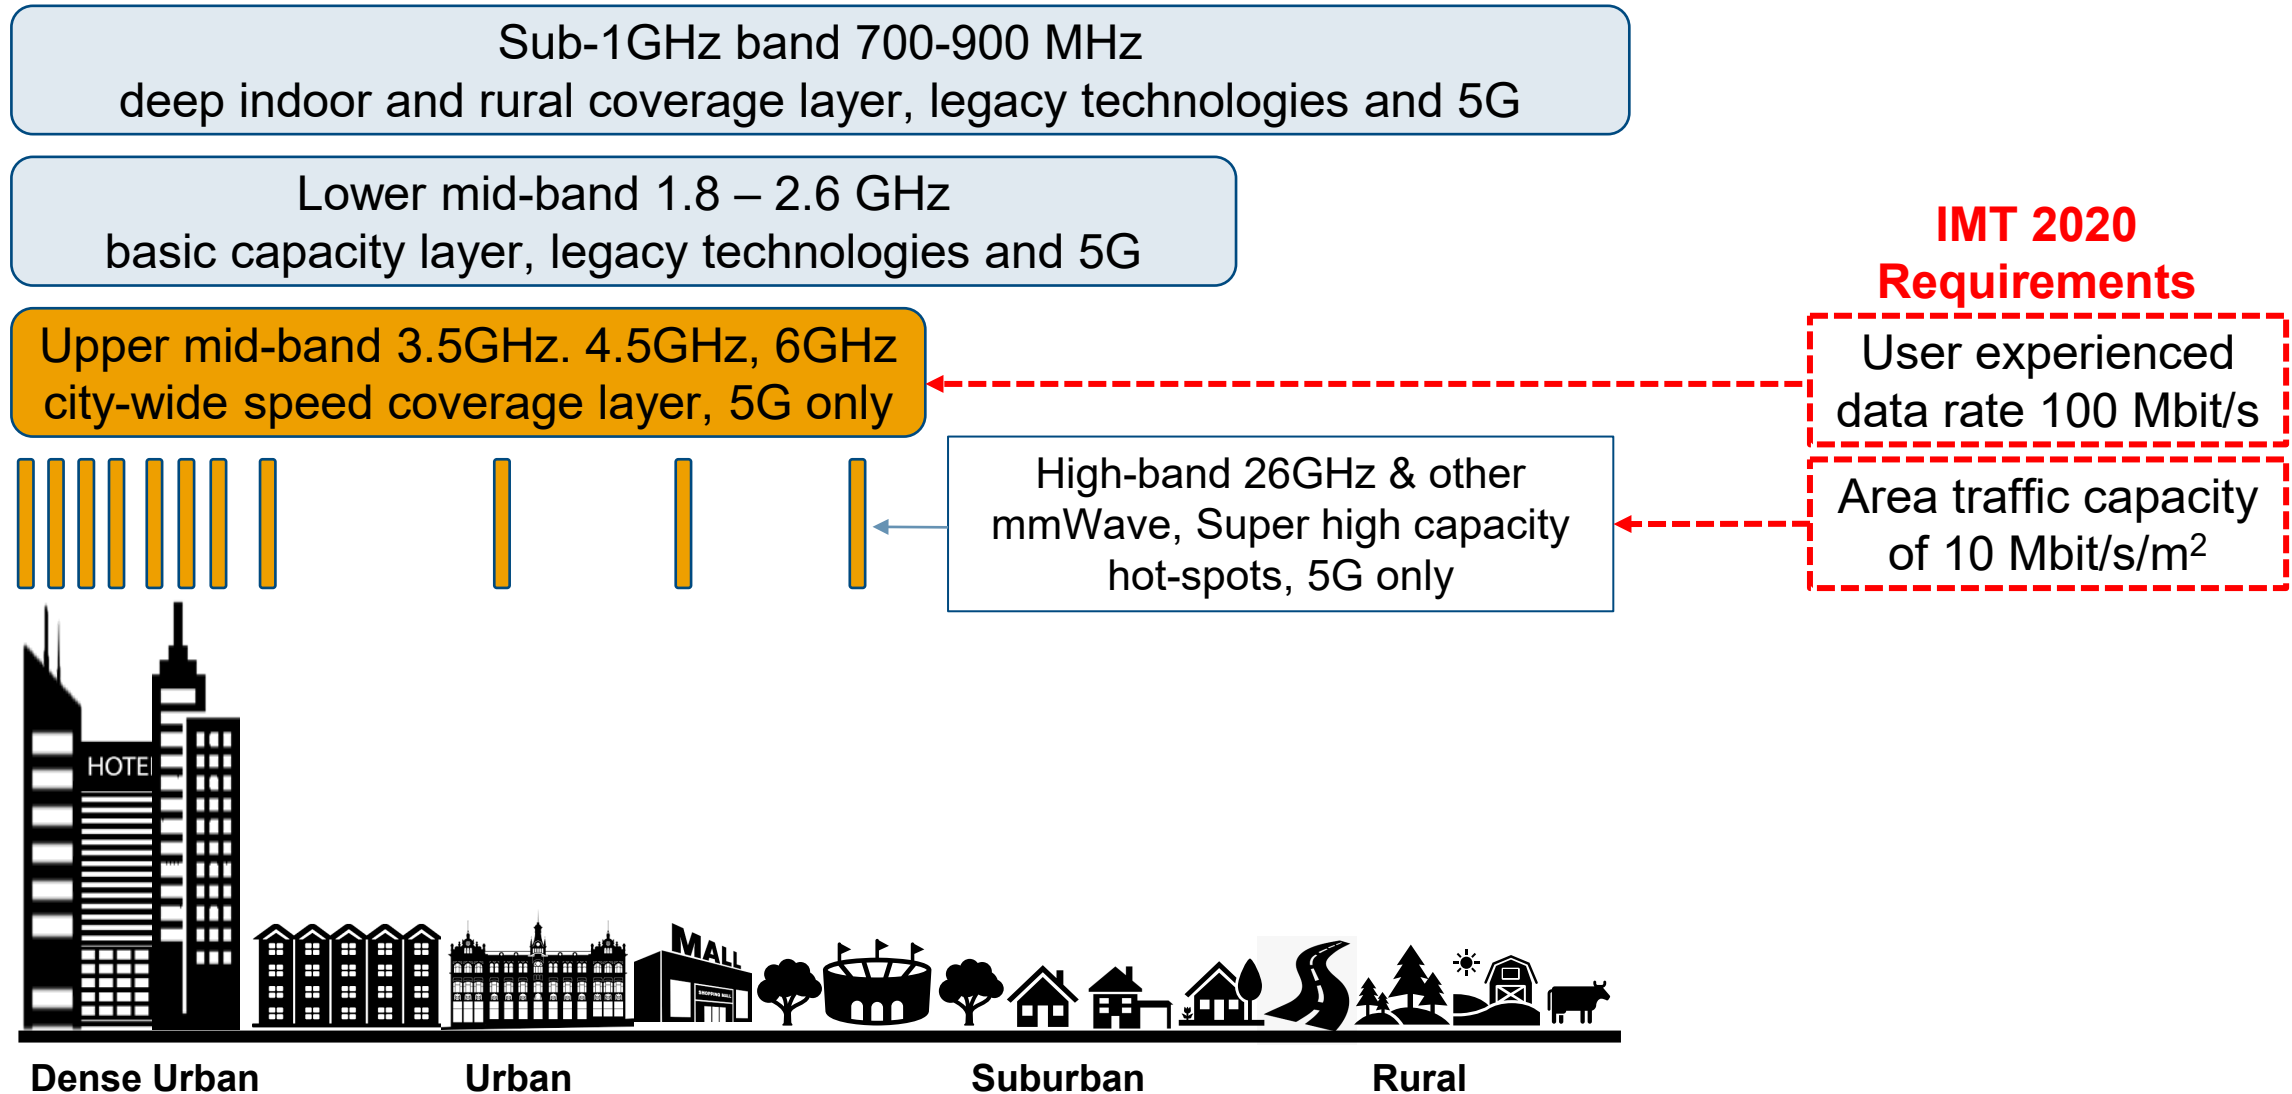 Sub-1GHz band 700-900 MHz
deep indoor and rural coverage layer, legacy technologies and 5G
Lower mid-band 1.8 – 2.6 GHz
basic capacity layer, legacy technologies and 5G
Upper mid-band 3.5GHz. 4.5GHz, 6GHz
city-wide speed coverage layer, 5G only
High-band 26GHz & other
mmWave, Super high capacity
hot-spots, 5G only
IMT 2020
Requirements
User experienced
data rate 100 Mbit/s
Area traffic capacity
of 10 Mbit/s/m²
HOTE
MALL
SHOPPING MALL
Dense Urban
Urban
Suburban
Rural